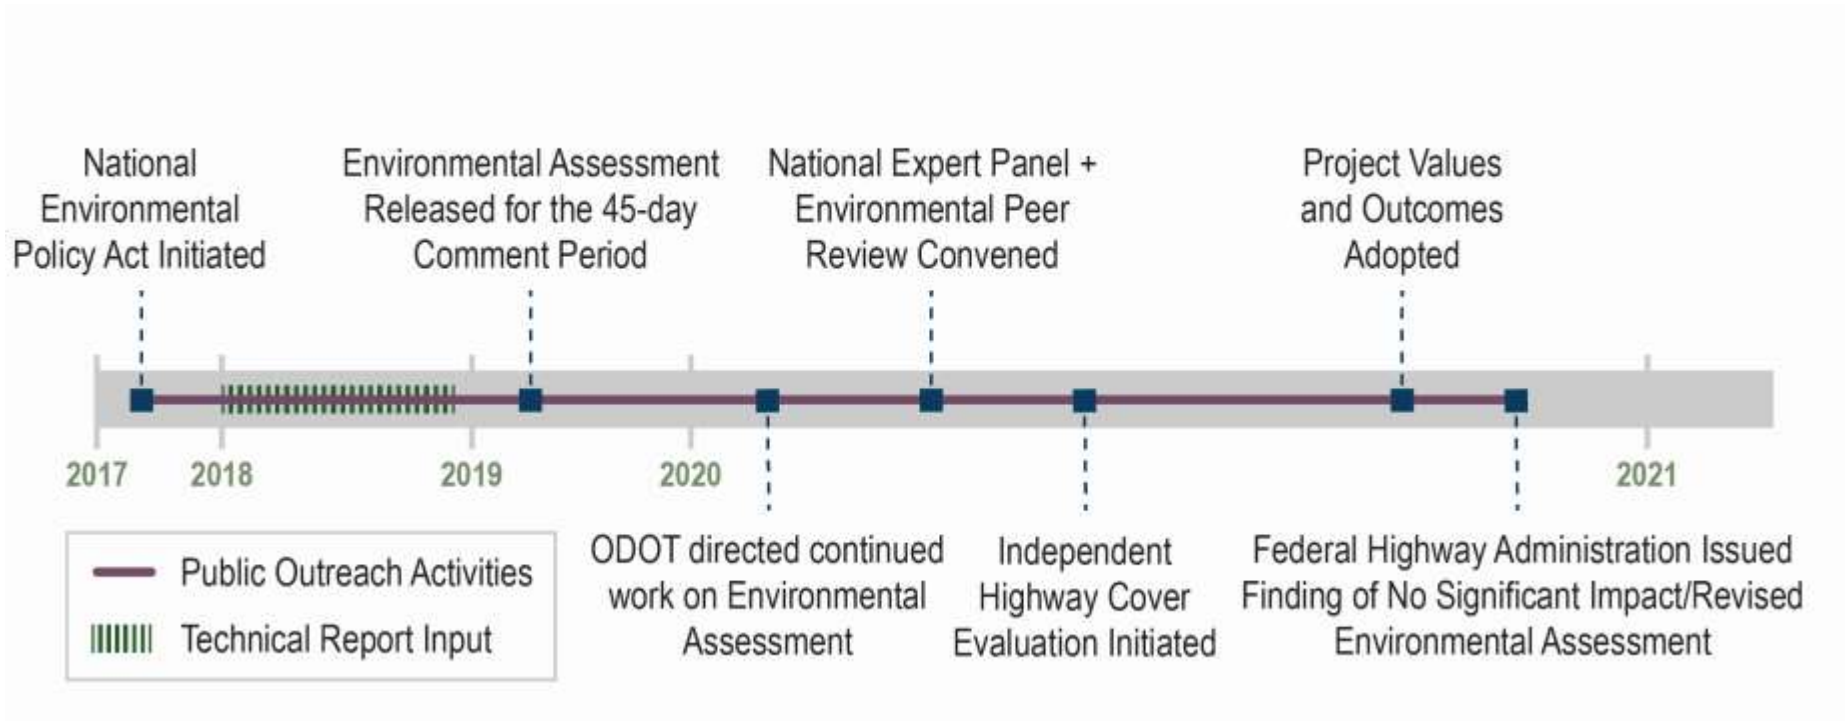 National
Environmental
Policy Act Initiated
Environmental Assessment
Released for the 45-day
Comment Period
National Expert Panel +
Environmental Peer
Review Convened
Project Values
and Outcomes
Adopted
2017
2018
2019
2020
2021
ODOT directed continued
work on Environmental
Assessment
Independent
Highway Cover
Evaluation Initiated
Federal Highway Administration Issued
Finding of No Significant Impact/Revised
Environmental Assessment
Public Outreach Activities
Technical Report Input